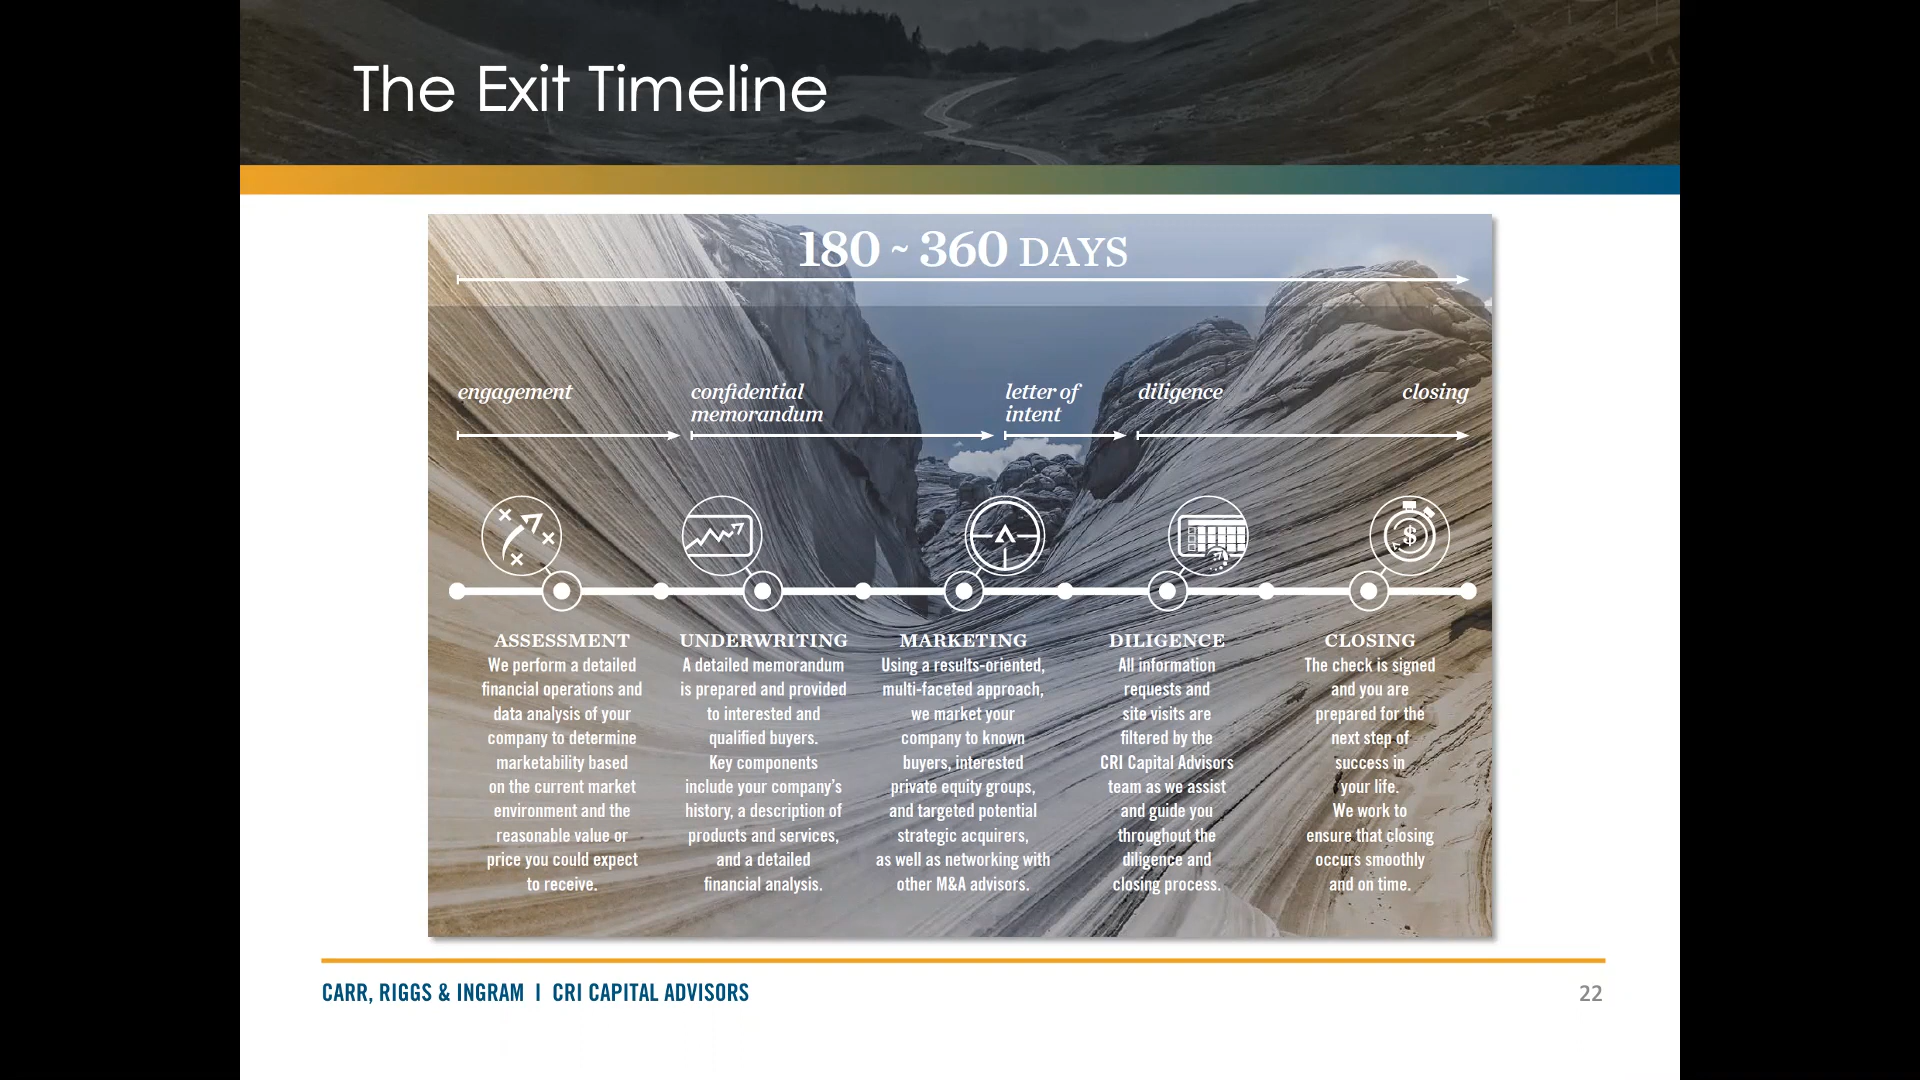 The Exit Timeline
180 ~ 360 DAYS
engagement
confidential
memorandum
letter of
intent
diligence
closing
ASSESSMENT
We perform a detailed
financial operations and
data analysis of your
company to determine
marketability based
on the current market
environment and the
reasonable value or
price you could expect
to receive.
UNDERWRITING
A detailed memorandum
is prepared and provided
to interested and
qualified buyers.
Key components
include your company's
history, a description of
products and services,
and a detailed
financial analysis.
MARKETING
Using a results-oriented,
multi-faceted approach,
we market your
company to known
buyers, interested
private equity groups,
and targeted potential
strategic acquirers,
as well as networking with
other M&A advisors.
DILIGENCE
All information
requests and
site visits are
filtered by the
CRI Capital Advisors
team as we assist
and guide you
throughout the
diligence and
closing process.
CLOSING
The check is signed
and you are
prepared for the
next step of
success in
your life.
We work to
ensure that closing
occurs smoothly
and on time.
$
CARR, RIGGS & INGRAM I CRI CAPITAL ADVISORS
22